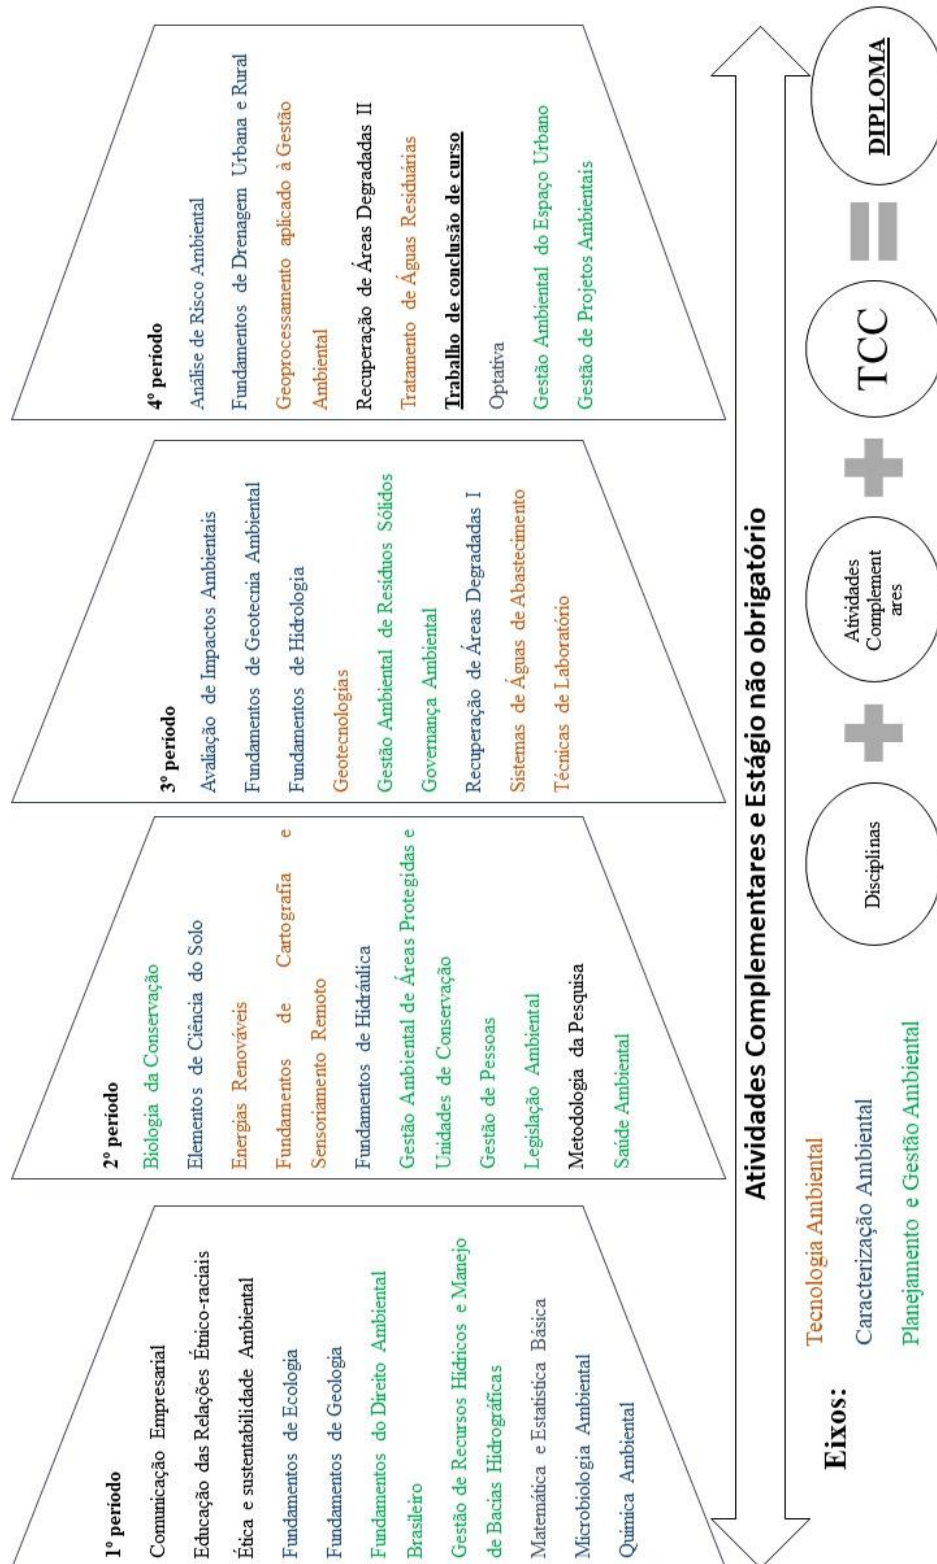 1º período
Comunicação Empresarial
Educação das Relações Étnico-raciais
Ética e sustentabilidade Ambiental
Fundamentos de Ecologia
Fundamentos de Geologia
Fundamentos do Direito Ambiental
Brasileiro
Gestão de Recursos Hídricos e Manejo
de Bacias Hidrográficas
Matemática e Estatística Básica
Microbiologia Ambiental
Química Ambiental
2º período
Biologia da Conservação
Elementos de Ciência do Solo
Energias Renováveis
Fundamentos de Cartografia e
Sensoriamento Remoto
Fundamentos de Hidráulica
Gestão Ambiental de Áreas Protegidas e
Unidades de Conservação
Gestão de Pessoas
Legislação Ambiental
Metodologia da Pesquisa
Saúde Ambiental
3º período
Avaliação de Impactos Ambientais
Fundamentos de Geotecnia Ambiental
Fundamentos de Hidrologia
Geotecnologias
Gestão Ambiental de Resíduos Sólidos
Governança Ambiental
Recuperação de Áreas Degradadas I
Sistemas de Águas de Abastecimento
Técnicas de Laboratório
4º período
Análise de Risco Ambiental
Fundamentos de Drenagem Urbana e Rural
Geoprocessamento aplicado à Gestão
Ambiental
Recuperação de Áreas Degradadas II
Tratamento de Águas Residuárias
Trabalho de conclusão de curso
Optativa
Gestão Ambiental do Espaço Urbano
Gestão de Projetos Ambientais
Atividades Complementares e Estágio não obrigatório
Eixos:
Tecnologia Ambiental
Caracterização Ambiental
Planejamento e Gestão Ambiental
Disciplinas
+
Atividades
Complement
ares
+
TCC
=
DIPLOMA